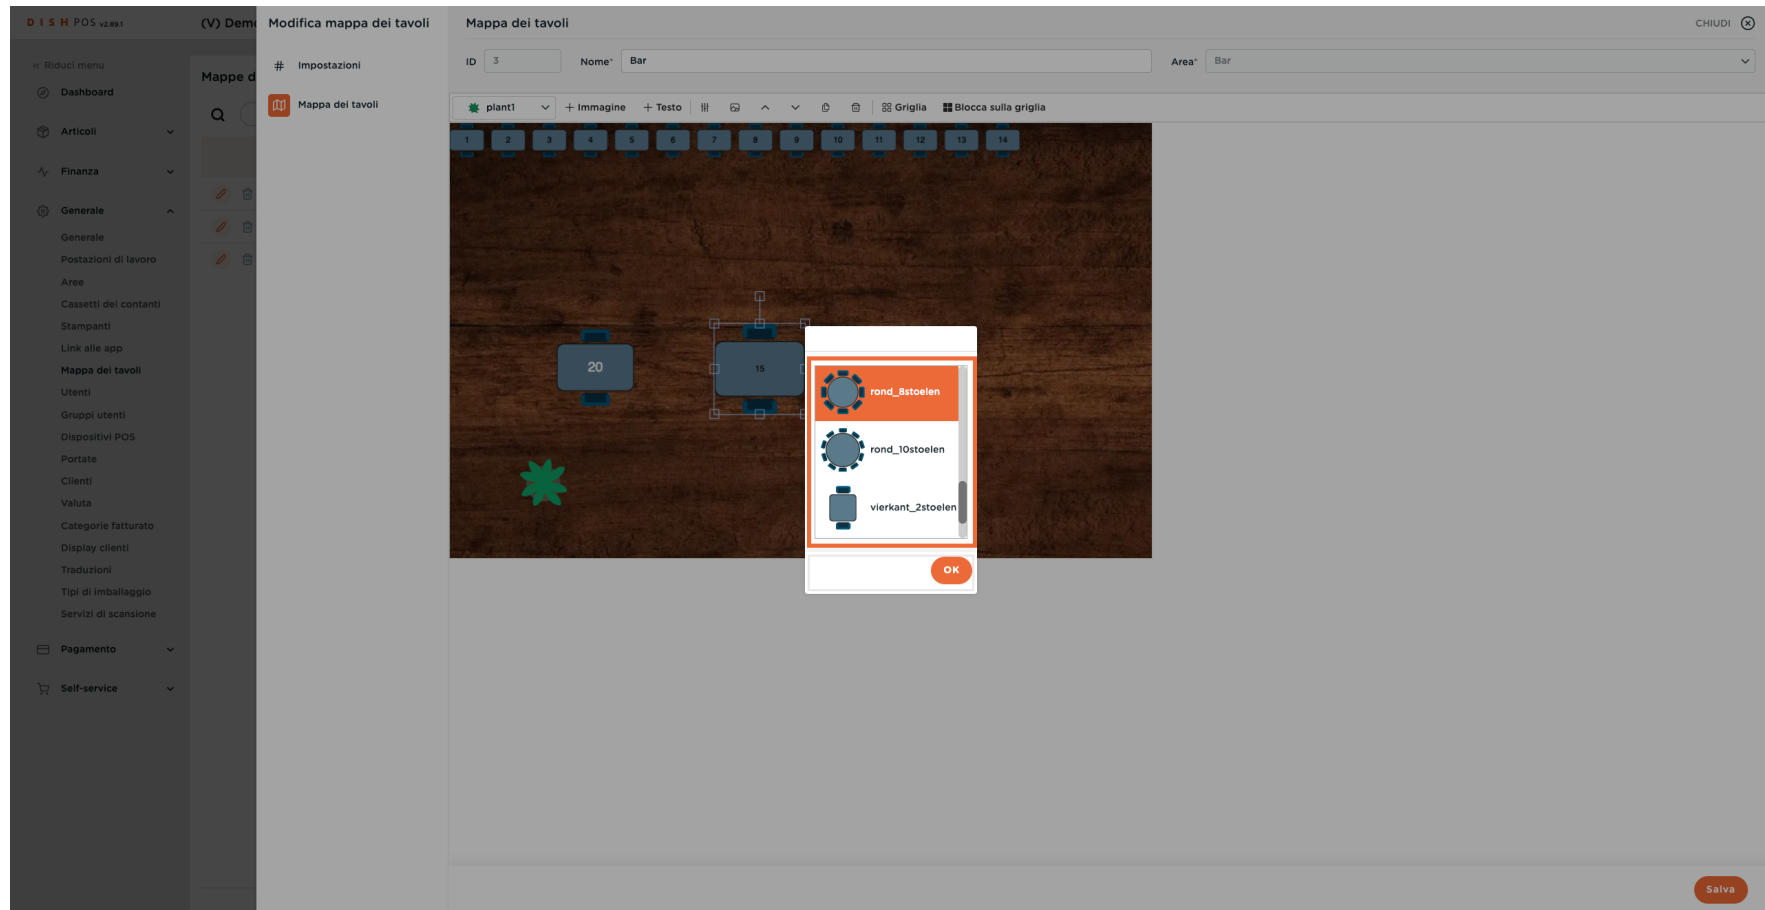 DISH POS v2.89.1
(V) Dem
Modifica mappa dei tavoli
Mappa dei tavoli
CHIUDI
« Riduci menu
Dashboard
Articoli
Finanza
Generale
Generale
Postazioni di lavoro
Aree
Cassetti dei contanti
Stampanti
Link alle app
Mappa dei tavoli
Utenti
Gruppi utenti
Dispositivi POS
Portate
Clienti
Valuta
Categorie fatturato
Display clienti
Traduzioni
Tipi di imballaggio
Servizi di scansione
Pagamento
Self-service
Mappe d
# Impostazioni
Mappa dei tavoli
ID 3 Nome* Bar Area* Bar
plant1 + Immagine + Testo Griglia Blocca sulla griglia
1 2 3 4 5 6 7 8 9 10 11 12 13 14
20 15
rond_8stoelen
rond_10stoelen
vierkant_2stoelen
OK
Salva